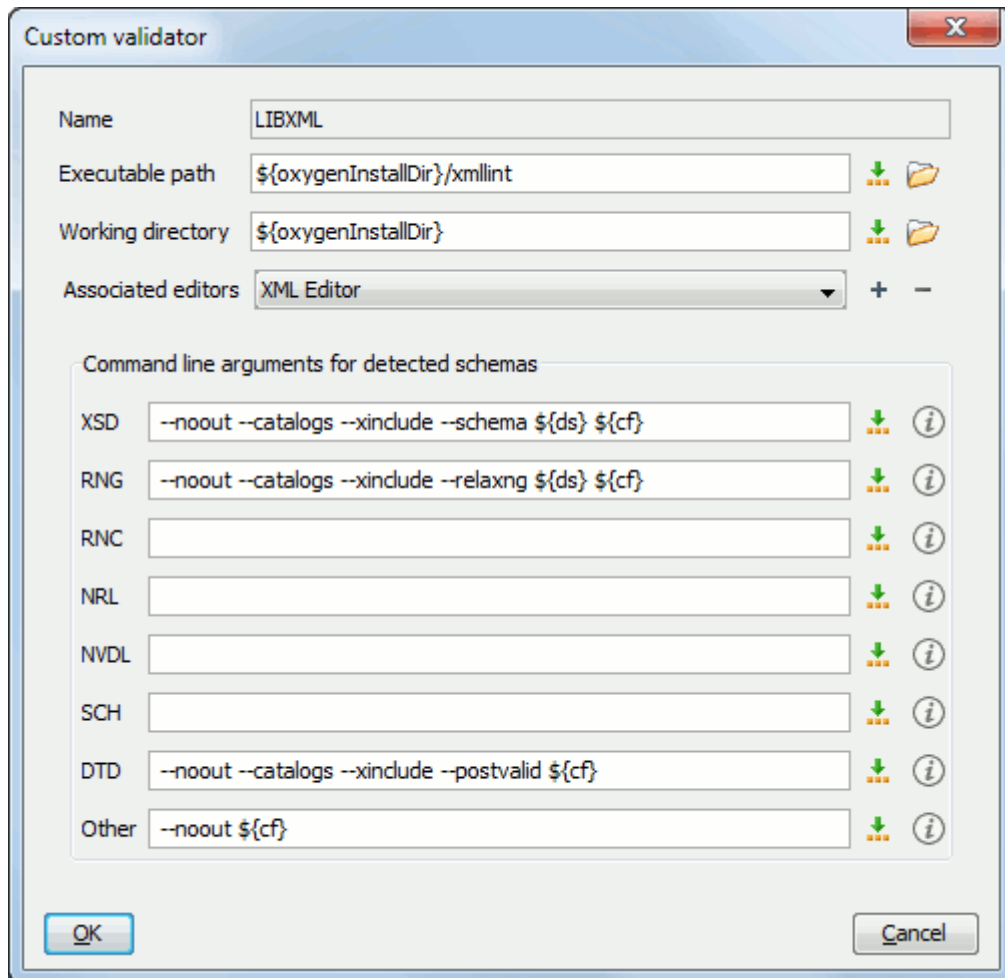 Custom validator
Name LIBXML
Executable path ${oxygenInstallDir}/xmllint
Working directory ${oxygenInstallDir}
Associated editors XML Editor
Command line arguments for detected schemas
XSD --noout --catalogs --xinclude --schema ${ds} ${cf}
RNG --noout --catalogs --xinclude --relaxng ${ds} ${cf}
RNC
NRL
NVDL
SCH
DTD --noout --catalogs --xinclude --postvalid ${cf}
Other --noout ${cf}
OK Cancel